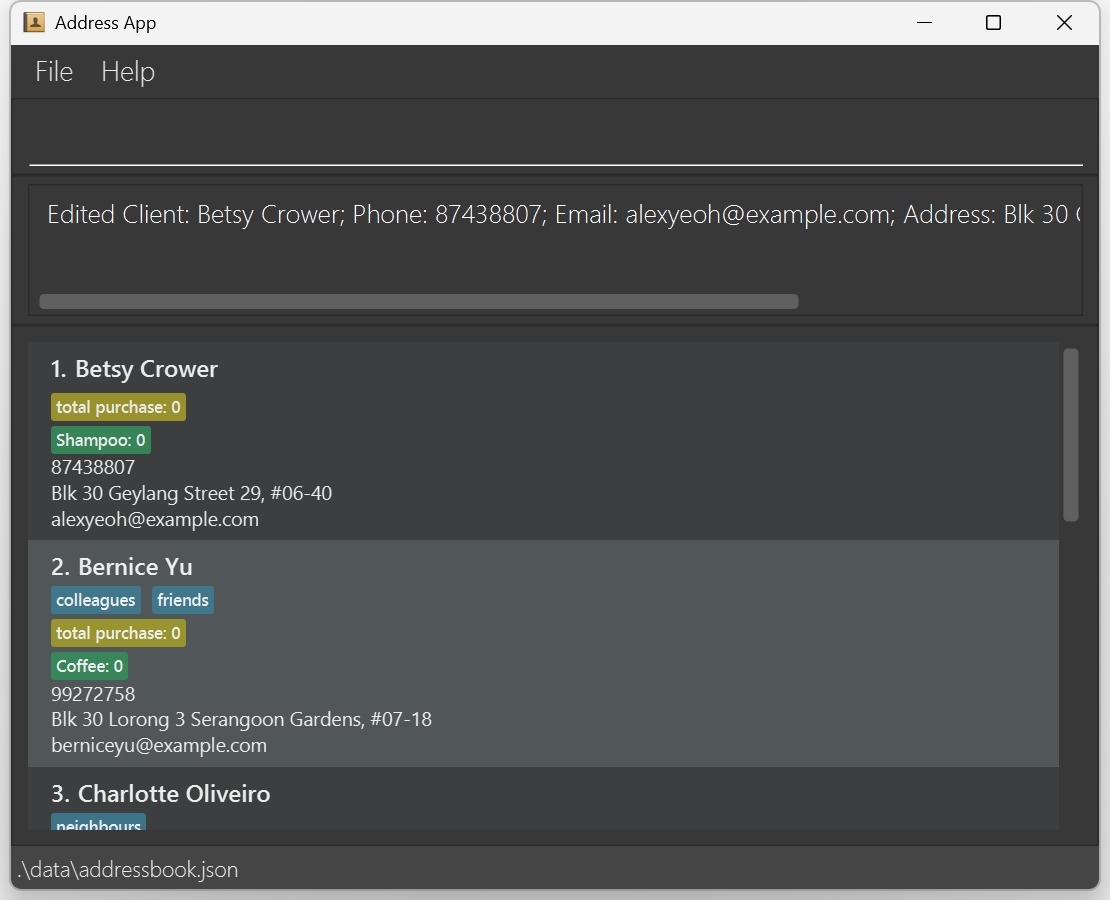 Address App
File Help
Edited Client: Betsy Crower; Phone: 87438807; Email: alexyeoh@example.com; Address: Blk 30
1. Betsy Crower
total purchase: 0
Shampoo: 0
87438807
Blk 30 Geylang Street 29, #06-40
alexyeoh@example.com
2. Bernice Yu
colleagues friends
total purchase: 0
Coffee: 0
99272758
Blk 30 Lorong 3 Serangoon Gardens, #07-18
berniceyu@example.com
3. Charlotte Oliveiro
neighbours
.\data\addressbook.json